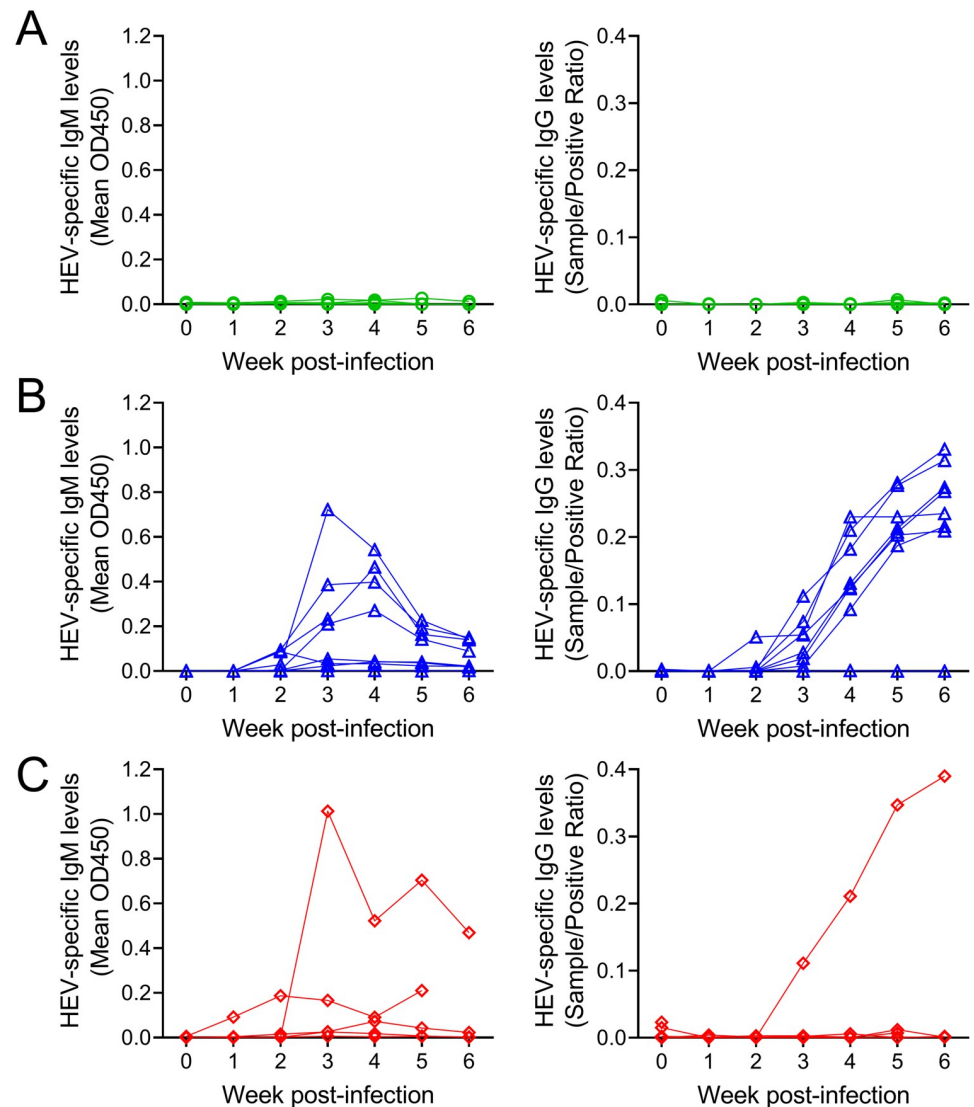 A
HEV-specific IgM levels
(Mean OD450)
1.2
1.0
0.8
0.6
0.4
0.2
0.0
0 1 2 3 4 5 6
Week post-infection
HEV-specific IgG levels
(Sample/Positive Ratio)
0.4
0.3
0.2
0.1
0.0
0 1 2 3 4 5 6
Week post-infection
B
HEV-specific IgM levels
(Mean OD450)
1.2
1.0
0.8
0.6
0.4
0.2
0.0
0 1 2 3 4 5 6
Week post-infection
HEV-specific IgG levels
(Sample/Positive Ratio)
0.4
0.3
0.2
0.1
0.0
0 1 2 3 4 5 6
Week post-infection
C
HEV-specific IgM levels
(Mean OD450)
1.2
1.0
0.8
0.6
0.4
0.2
0.0
0 1 2 3 4 5 6
Week post-infection
HEV-specific IgG levels
(Sample/Positive Ratio)
0.4
0.3
0.2
0.1
0.0
0 1 2 3 4 5 6
Week post-infection